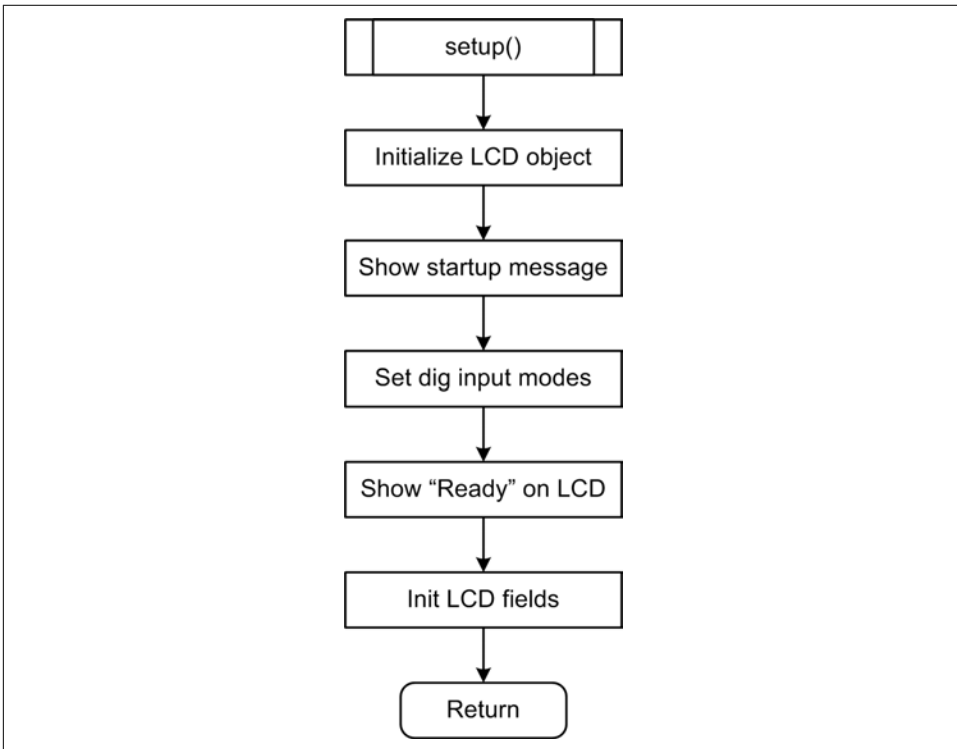 setup()
Initialize LCD object
Show startup message
Set dig input modes
Show “Ready” on LCD
Init LCD fields
Return